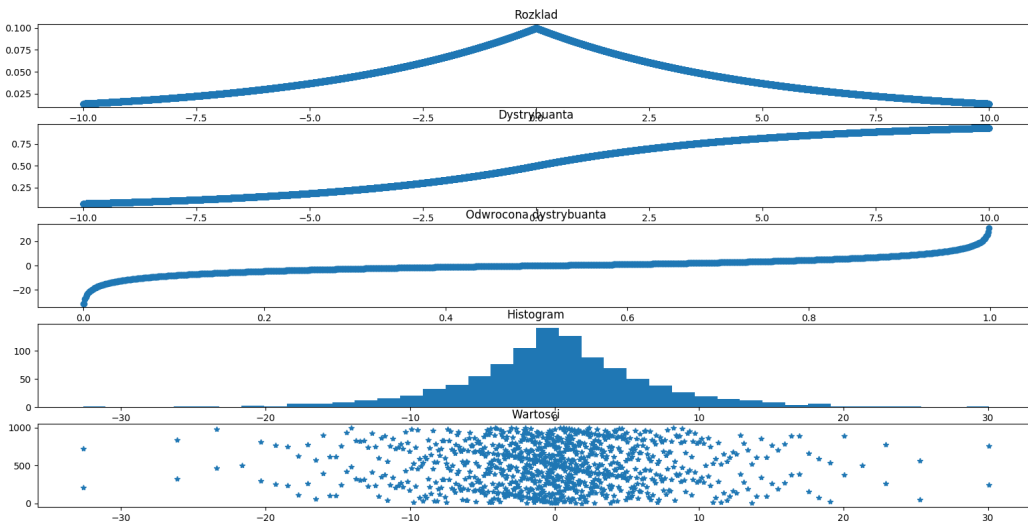 Rozklad
0.100
0.075
0.050
0.025
−10.0 −7.5 −5.0 −2.5 0.0 2.5 5.0 7.5 10.0
Dystrybuanta
0.75
0.50
0.25
−10.0 −7.5 −5.0 −2.5 0.0 2.5 5.0 7.5 10.0
Odwrocona dystrybuanta
20
0
−20
0.0 0.2 0.4 0.6 0.8 1.0
Histogram
100
50
0
−30 −20 −10 0 10 20 30
Wartości
1000
500
0
−30 −20 −10 0 10 20 30